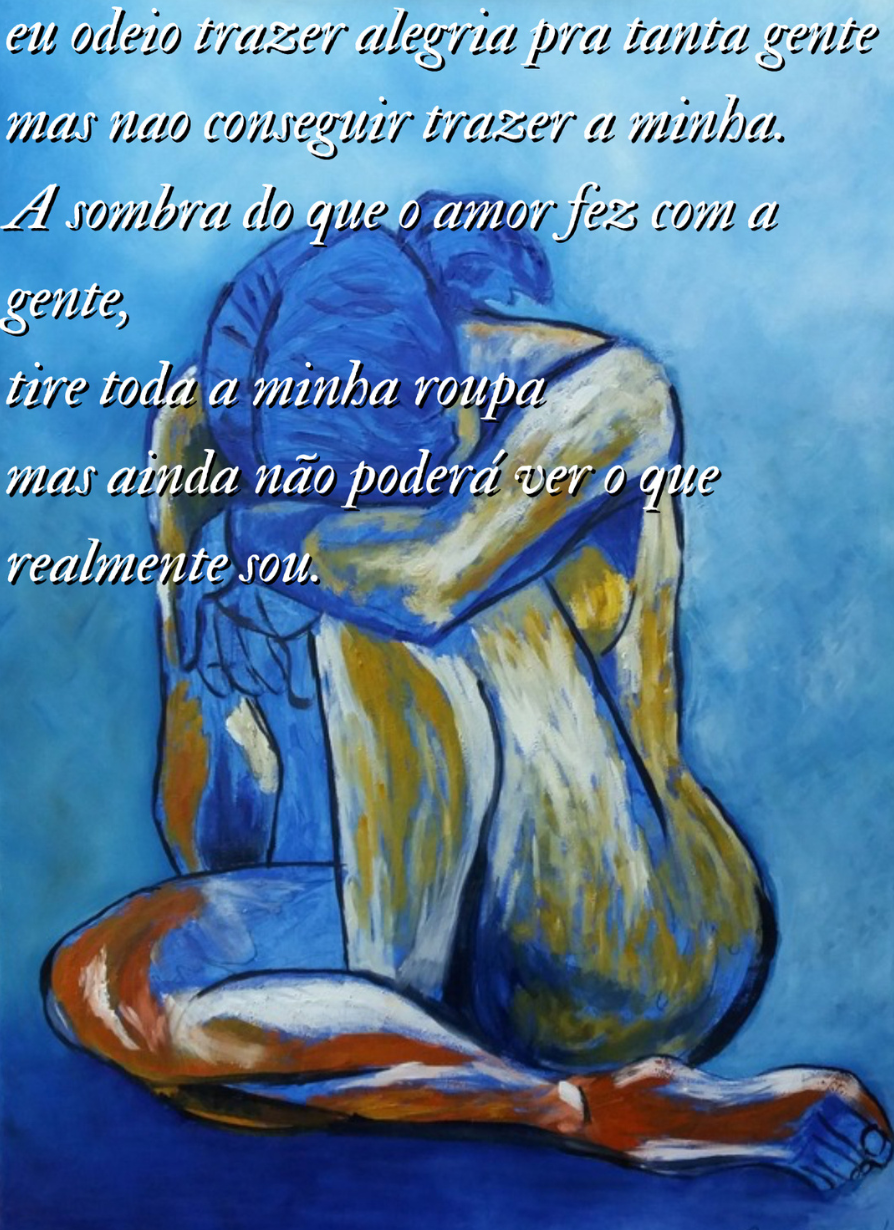 eu odeio trazer alegria pra tanta gente
mas nao conseguir trazer a minha.
A sombra do que o amor fez com a
gente,
tire toda a minha roupa
mas ainda não poderá ver o que
realmente sou.